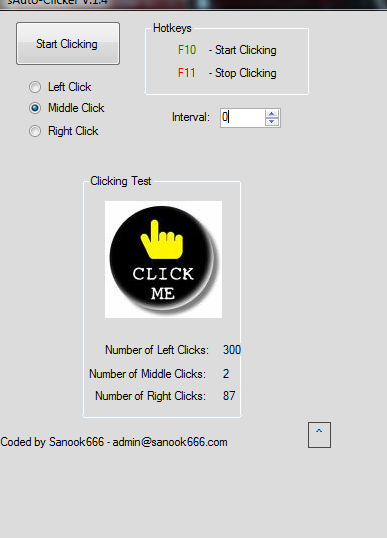 sAuto-Clicker V.1.4
Start Clicking
Left Click
Middle Click
Right Click
Hotkeys
F10 - Start Clicking
F11 - Stop Clicking
Interval: 0
Clicking Test
CLICK
ME
Number of Left Clicks: 300
Number of Middle Clicks: 2
Number of Right Clicks: 87
Coded by Sanook666 - admin@sanook666.com
^